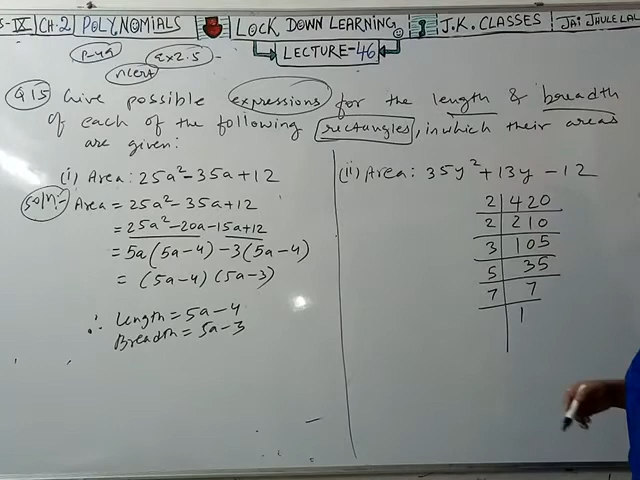 S-IX CH-2 POLYNOMIALS LOCK DOWN LEARNING J.K. CLASSES JAI JHULELAL
LECTURE-46
P-49 Ex 2.5
NCERT
Q15 Give possible expressions for the length & breadth
of each of the following rectangles, in which their areas
are given:
(i) Area: 25a²-35a+12
Soln:- Area = 25a²-35a+12
= 25a²-20a-15a+12
= 5a(5a-4)-3(5a-4)
= (5a-4)(5a-3)
∴ Length = 5a-4
Breadth = 5a-3
(ii) Area: 35y²+13y-12
2 420
2 210
3 105
5 35
7 7
1